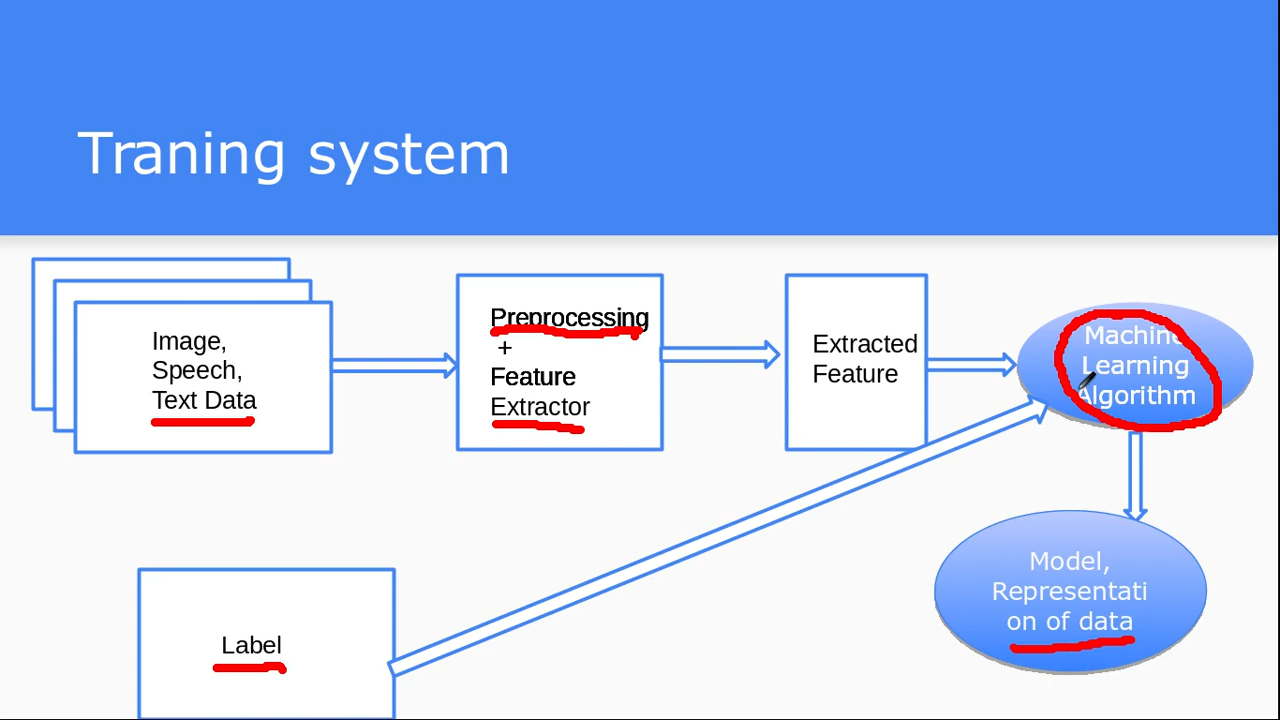 Traning system
Image,
Speech,
Text Data
Preprocessing
+
Feature
Extractor
Extracted
Feature
Machine
Learning
Algorithm
Model,
Representati
on of data
Label